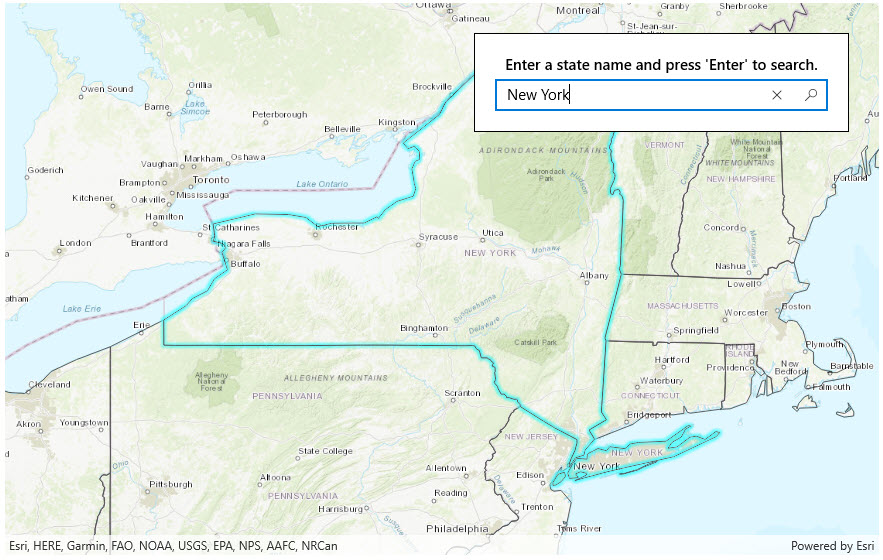 Ottawa
Gatineau
Montreal
Granby
Sherbrooke
St-Jean-sur-
Enter a state name and press 'Enter' to search.
New York
Owen Sound
Orillia
Lake
Simcoe
Barrie
Peterborough
Belleville
Kingston
Brockville
ADIRONDACK MOUNTAINS
Adirondack
Park
Hudson
VERMONT
Connecticut
White Mountain
National
Forest
WHITE MOUNTAINS
NEW HAMPSHIRE
Portland
Goderich
Vaughan
Markham
Oshawa
Brampton
Toronto
Mississauga
Kitchener
Oakville
Hamilton
Lake Ontario
St Catharines
Niagara Falls
Rochester
London
Brantford
Buffalo
Syracuse
Utica
Mohawk
NEW YORK
Albany
Concord
Merrimack
Nashua
Lowell
atham
Lake Erie
Erie
Binghamton
Susquehanna
Delaware
Catskill Park
MASSACHUSETTS
Worcester
Boston
Springfield
Plymouth
RHODE
ISLAND
Providence
New
Bedford
Barnstable
Falmouth
Hartford
Waterbury
CONNECTICUT
Bridgeport
Cleveland
Akron
Youngstown
Allegheny
National
Forest
ALLEGHENY MOUNTAINS
PENNSYLVANIA
Scranton
NEW JERSEY
NEW YORK
New York
Edison
Ohio
State College
Altoona
Pittsburgh
PENNSYLVANIA
Harrisburg
Allentown
Reading
Delaware
Trenton
Philadelphia
Toms River
Esri, HERE, Garmin, FAO, NOAA, USGS, EPA, NPS, AAFC, NRCan
Powered by Esri